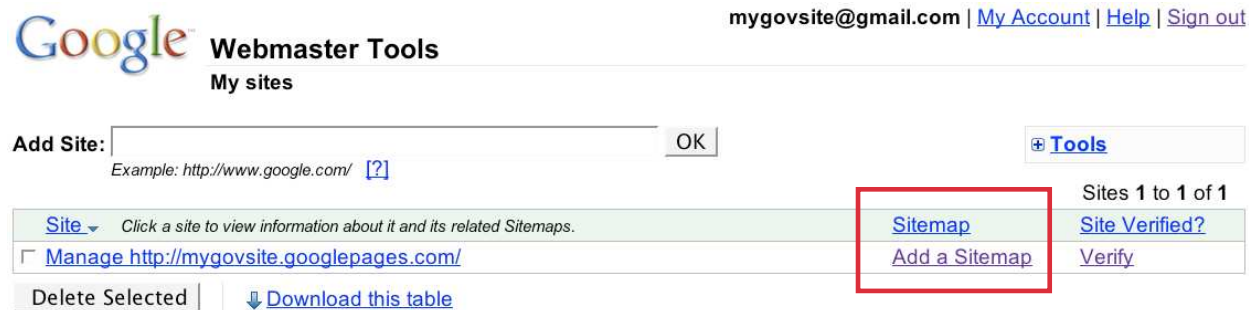 mygovsite@gmail.com | My Account | Help | Sign out
Google Webmaster Tools
My sites
Add Site: OK
Tools
Example: http://www.google.com/ [?]
Sites 1 to 1 of 1
Site Click a site to view information about it and its related Sitemaps. Sitemap Site Verified?
Manage http://mygovsite.googlepages.com/ Add a Sitemap Verify
Delete Selected Download this table